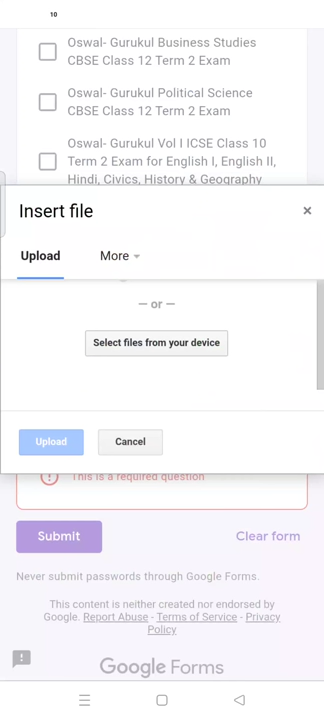 10
Oswal- Gurukul Business Studies
CBSE Class 12 Term 2 Exam
Oswal- Gurukul Political Science
CBSE Class 12 Term 2 Exam
Oswal- Gurukul Vol I ICSE Class 10
Term 2 Exam for English I, English II,
Hindi, Civics, History & Geography
Insert file
×
Upload
More
— or —
Select files from your device
Upload
Cancel
This is a required question
Submit
Clear form
Never submit passwords through Google Forms.
This content is neither created nor endorsed by
Google. Report Abuse - Terms of Service - Privacy
Policy
Google Forms